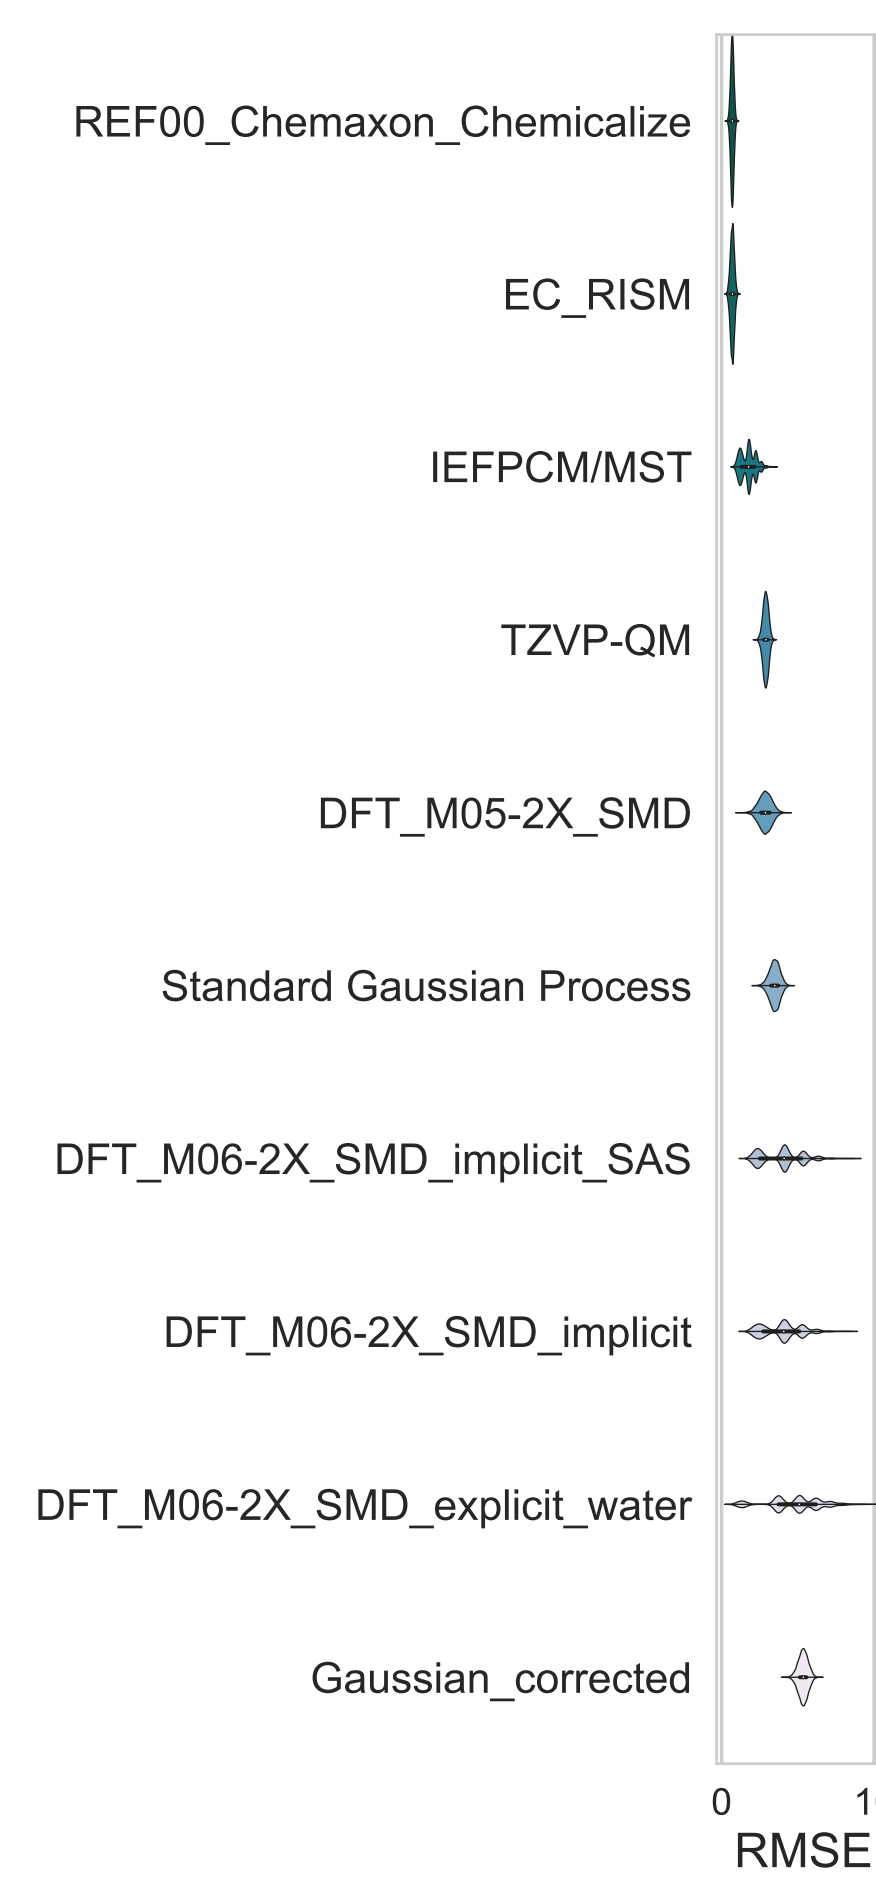 REF00_Chemaxon_Chemicalize
EC_RISM
IEFPCM/MST
TZVP-QM
DFT_M05-2X_SMD
Standard Gaussian Process
DFT_M06-2X_SMD_implicit_SAS
DFT_M06-2X_SMD_implicit
DFT_M06-2X_SMD_explicit_water
Gaussian_corrected
0
RMSE